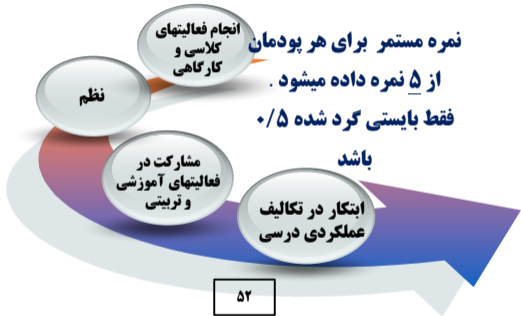 نمره مستمر برای هر پودمان
از ۵ نمره داده میشود .
فقط بایستی گرد شده ۰/۵
باشد
انجام فعالیتهای
کلاسی و
کارگاهی
نظم
مشارکت در
فعالیتهای آموزشی
و تربیتی
ابتکار در تکالیف
عملکردی درسی
۵۲